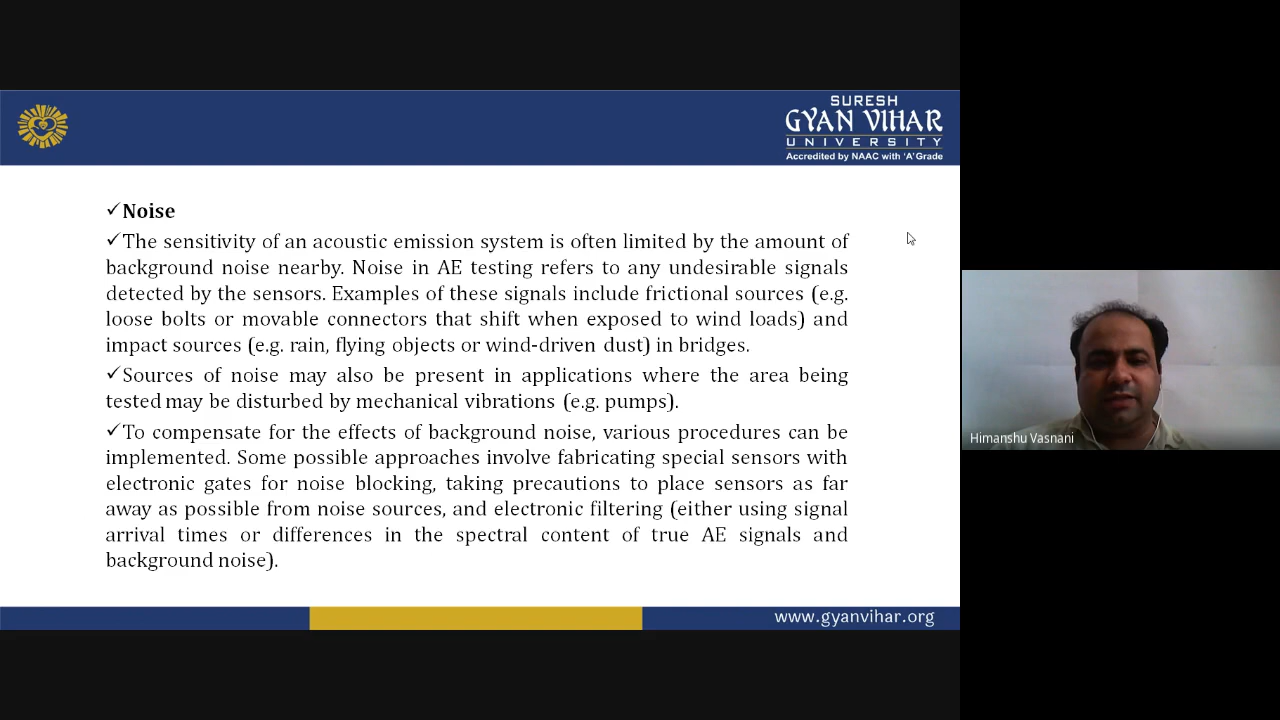 SURESH
GYAN VIHAR
UNIVERSITY
Accredited by NAAC with 'A' Grade
✓Noise
✓The sensitivity of an acoustic emission system is often limited by the amount of
background noise nearby. Noise in AE testing refers to any undesirable signals
detected by the sensors. Examples of these signals include frictional sources (e.g.
loose bolts or movable connectors that shift when exposed to wind loads) and
impact sources (e.g. rain, flying objects or wind-driven dust) in bridges.
✓Sources of noise may also be present in applications where the area being
tested may be disturbed by mechanical vibrations (e.g. pumps).
✓To compensate for the effects of background noise, various procedures can be
implemented. Some possible approaches involve fabricating special sensors with
electronic gates for noise blocking, taking precautions to place sensors as far
away as possible from noise sources, and electronic filtering (either using signal
arrival times or differences in the spectral content of true AE signals and
background noise).
www.gyanvihar.org
Himanshu Vasnani